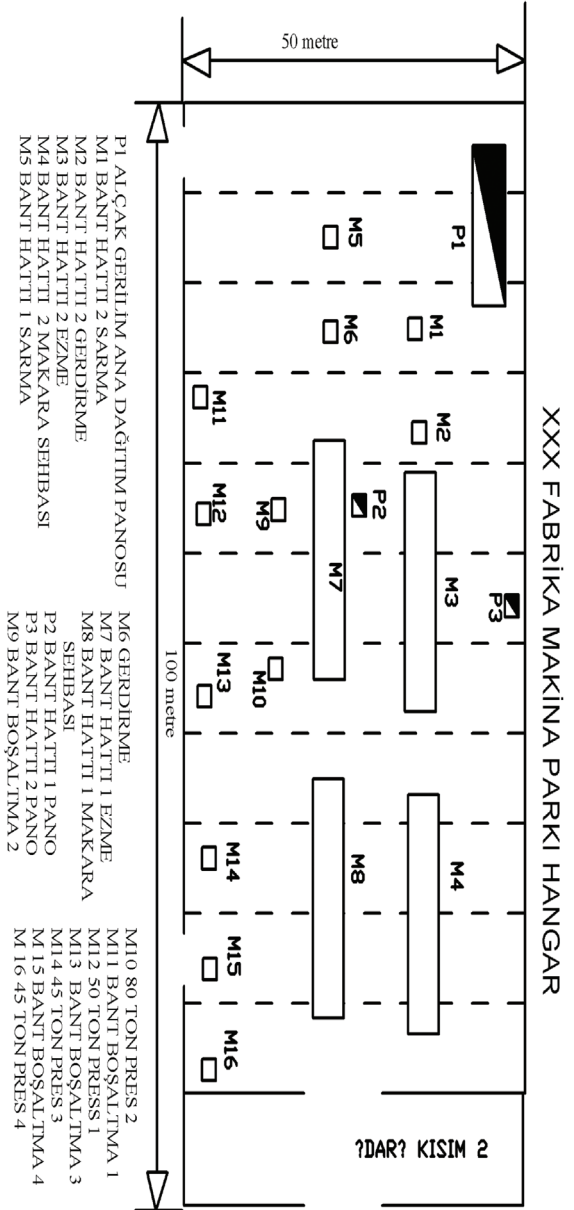 XXX FABRİKA MAKİNA PARKI HANGAR
50 metre
P1
P3
M1
M2
M3
M4
P2
M5
M6
M7
M8
M9
M10
M11
M12
M13
M14
M15
M16
?DAR? KISIM 2
100 metre
P1 ALÇAK GERİLİM ANA DAĞITIM PANOSU
M1 BANT HATTI 2 SARMA
M2 BANT HATTI 2 GERDİRME
M3 BANT HATTI 2 EZME
M4 BANT HATTI 2 MAKARA SEHBASI
M5 BANT HATTI 1 SARMA
M6 GERDİRME
M7 BANT HATTI 1 EZME
M8 BANT HATTI 1 MAKARA
SEHBASI
P2 BANT HATTI 1 PANO
P3 BANT HATTI 2 PANO
M9 BANT BOŞALTMA 2
M10 80 TON PRES 2
M11 BANT BOŞALTMA 1
M12 50 TON PRESS 1
M13 BANT BOŞALTMA 3
M14 45 TON PRES 3
M 15 BANT BOŞALTMA 4
M 16 45 TON PRES 4